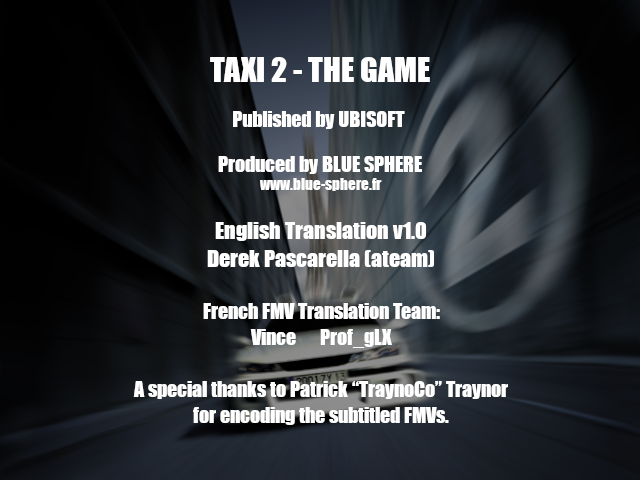 TAXI 2 - THE GAME
Published by UBISOFT
Produced by BLUE SPHERE
www.blue-sphere.fr
English Translation v1.0
Derek Pascarella (ateam)
French FMV Translation Team:
Vince Prof_gLX
A special thanks to Patrick “TraynoCo” Traynor
for encoding the subtitled FMVs.